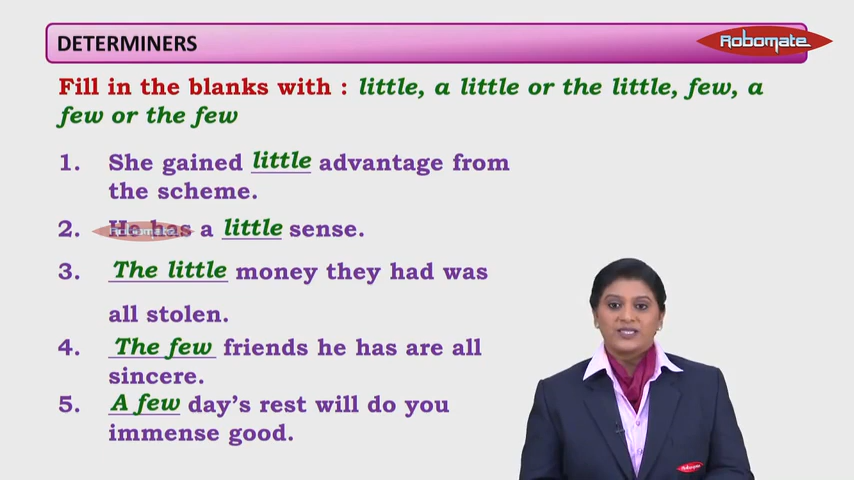 DETERMINERS
Robomate
Fill in the blanks with : little, a little or the little, few, a
few or the few
1. She gained little advantage from
the scheme.
2. He has a little sense.
Robomate
3. The little money they had was
all stolen.
4. The few friends he has are all
sincere.
5. A few day's rest will do you
immense good.
Robomate